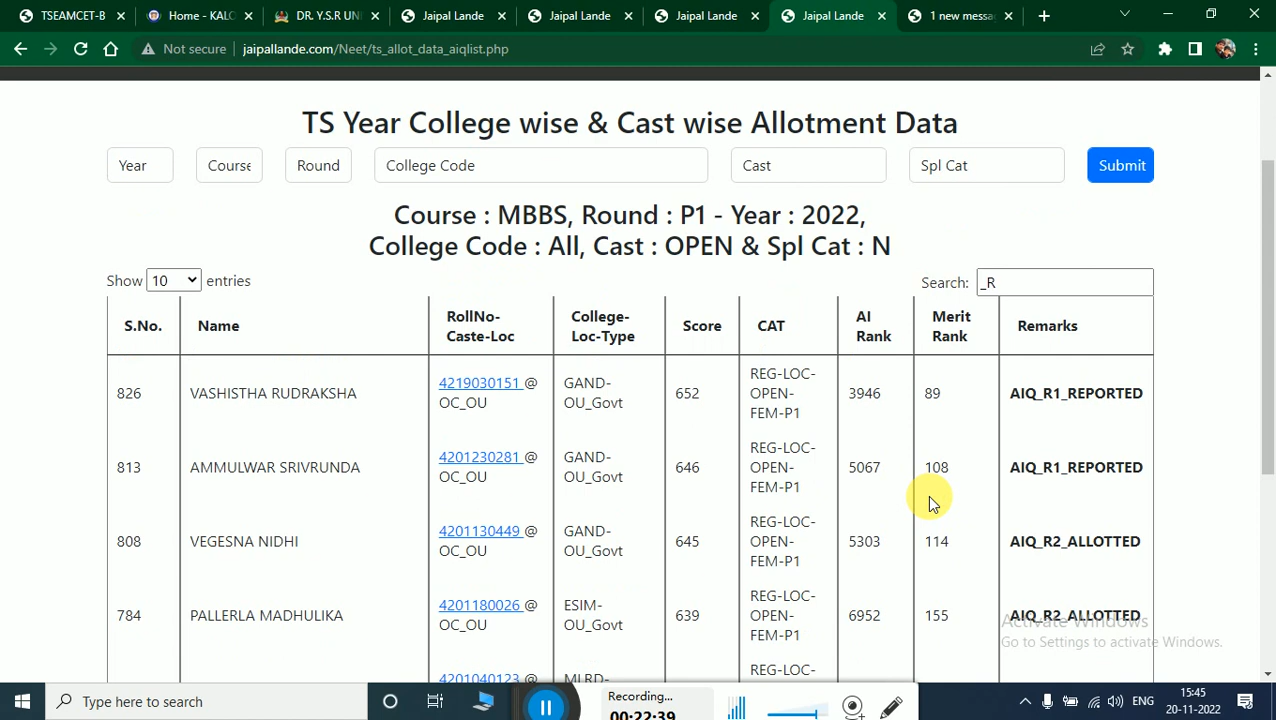 TSEAMCET-B
Home - KALO
DR. Y.S.R UNI
Jaipal Lande
Jaipal Lande
Jaipal Lande
Jaipal Lande
1 new messa
Not secure
jaipallande.com/Neet/ts_allot_data_aiqlist.php
TS Year College wise & Cast wise Allotment Data
Year
Course
Round
College Code
Cast
Spl Cat
Submit
Course : MBBS, Round : P1 - Year : 2022,
College Code : All, Cast : OPEN & Spl Cat : N
Show 10 entries
Search: _R
S.No.
Name
RollNo-
Caste-Loc
College-
Loc-Type
Score
CAT
AI
Rank
Merit
Rank
Remarks
826
VASHISTHA RUDRAKSHA
4219030151 @
OC_OU
GAND-
OU_Govt
652
REG-LOC-
OPEN-
FEM-P1
3946
89
AIQ_R1_REPORTED
813
AMMULWAR SRIVRUNDA
4201230281 @
OC_OU
GAND-
OU_Govt
646
REG-LOC-
OPEN-
FEM-P1
5067
108
AIQ_R1_REPORTED
808
VEGESNA NIDHI
4201130449 @
OC_OU
GAND-
OU_Govt
645
REG-LOC-
OPEN-
FEM-P1
5303
114
AIQ_R2_ALLOTTED
784
PALLERLA MADHULIKA
4201180026 @
OC_OU
ESIM-
OU_Govt
639
REG-LOC-
OPEN-
FEM-P1
6952
155
AIQ_R2_ALLOTTED
4201040123 @
MLRD-
REG-LOC-
Activate Windows
Go to Settings to activate Windows.
Type here to search
Recording...
00:22:39
ENG
15:45
20-11-2022